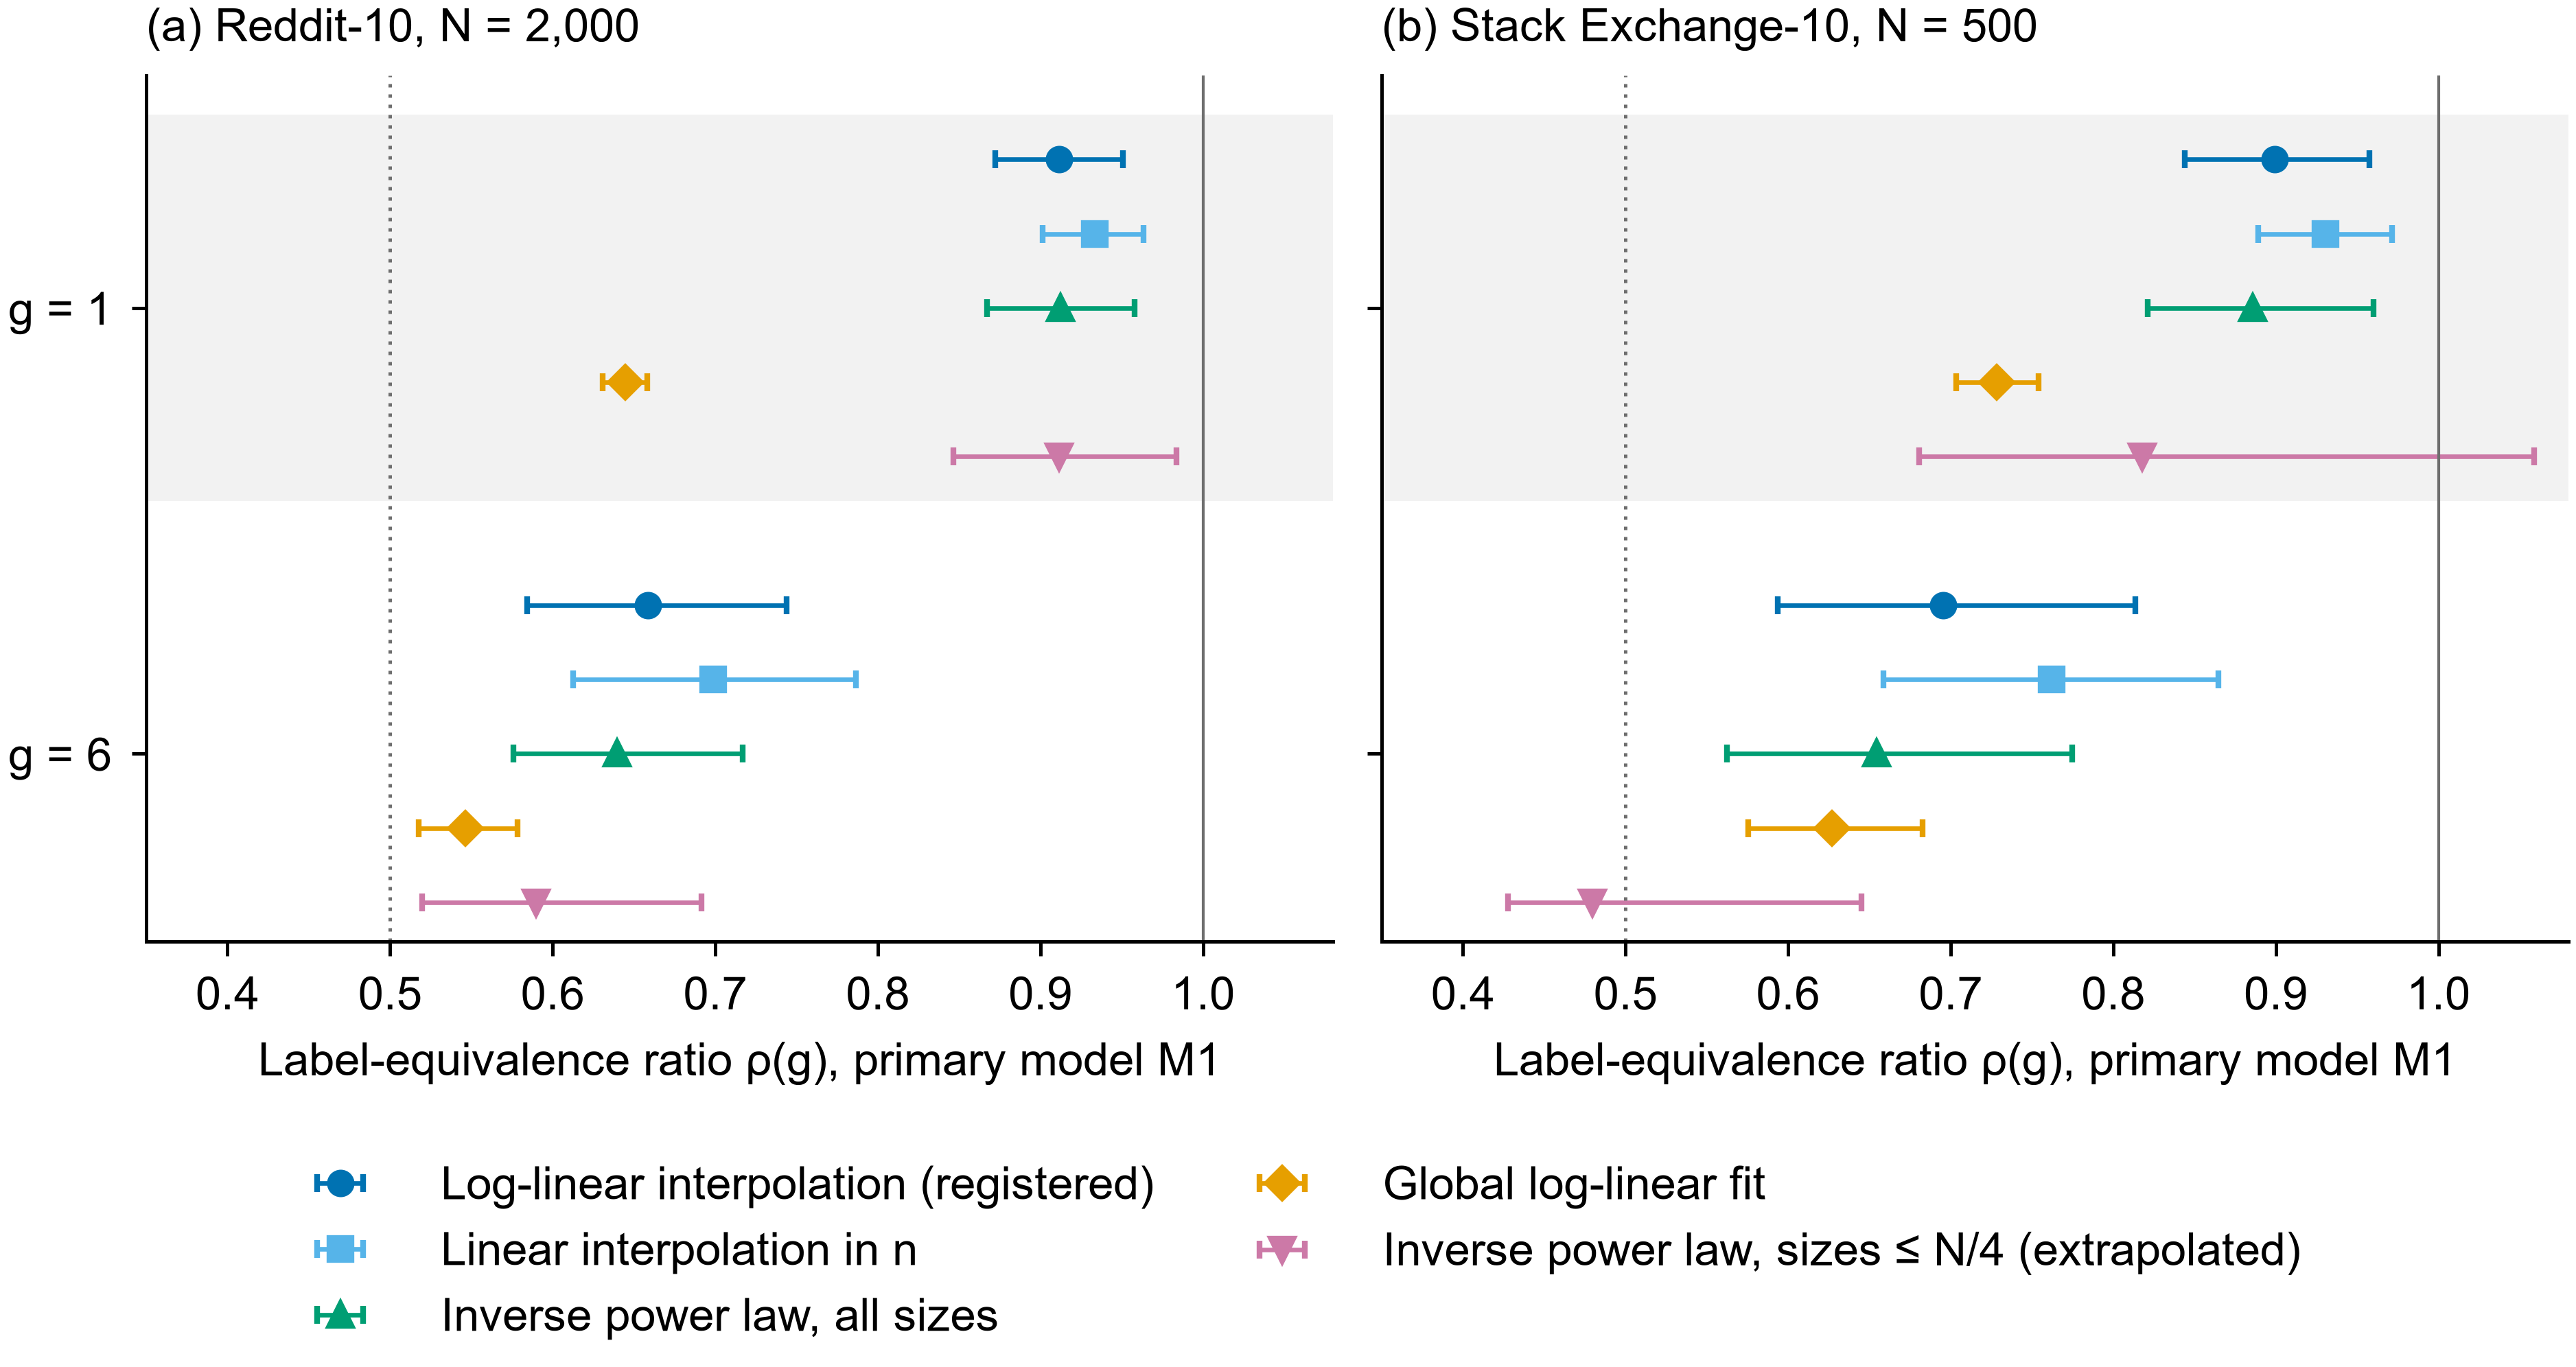 (a) Reddit-10, N = 2,000
(b) Stack Exchange-10, N = 500
g = 1
g = 6
0.4 0.5 0.6 0.7 0.8 0.9 1.0
0.4 0.5 0.6 0.7 0.8 0.9 1.0
Label-equivalence ratio ρ(g), primary model M1
Label-equivalence ratio ρ(g), primary model M1
Log-linear interpolation (registered)
Linear interpolation in n
Inverse power law, all sizes
Global log-linear fit
Inverse power law, sizes ≤ N/4 (extrapolated)